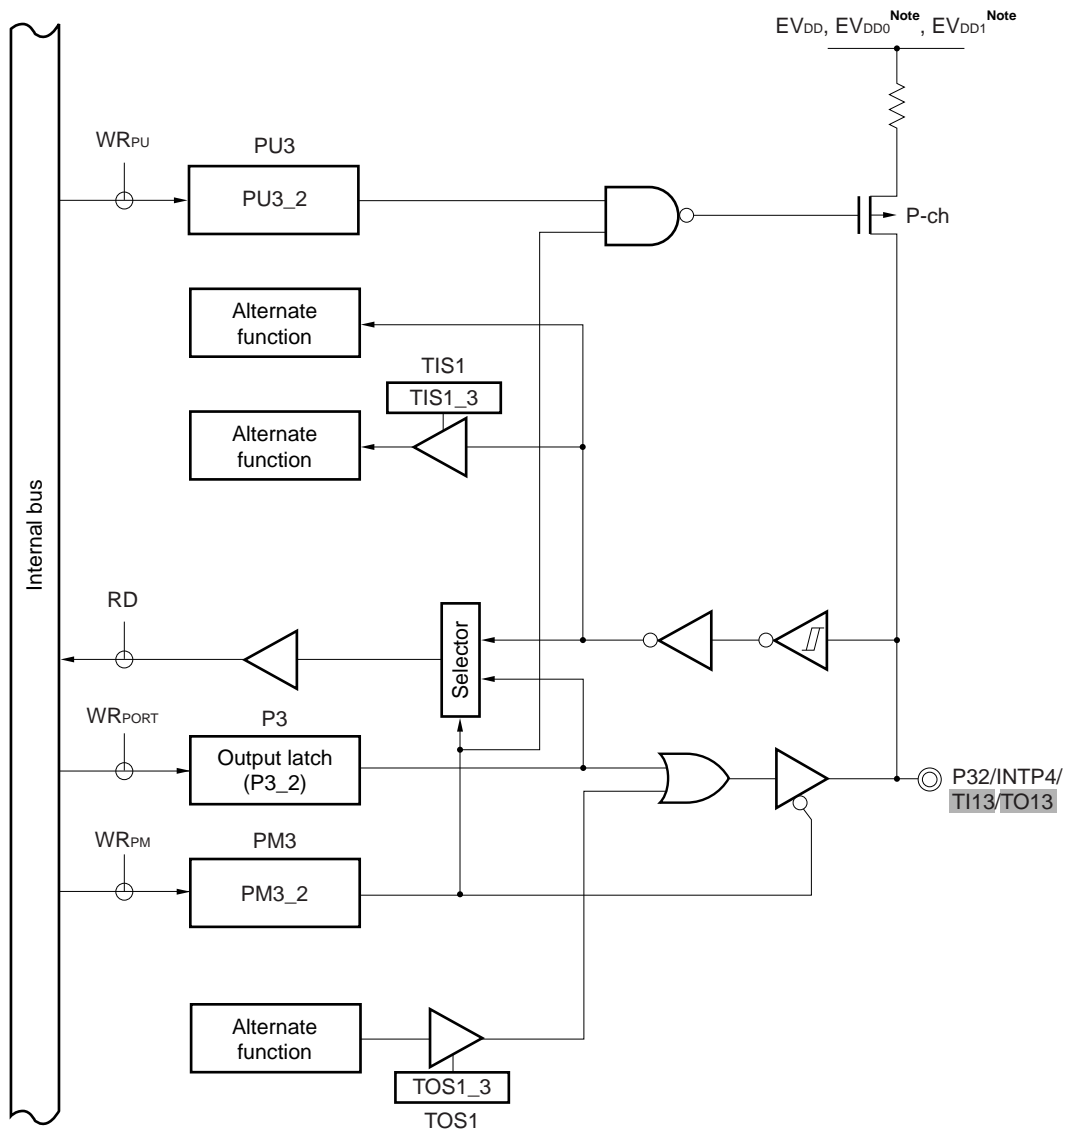 EVDD, EVDD0Note, EVDD1Note
WRPU
PU3
PU3_2
P-ch
Alternate
function
TIS1
TIS1_3
Alternate
function
Internal bus
RD
Selector
WRPORT
P3
Output latch
(P3_2)
P32/INTP4/
TI13/TO13
WRPM
PM3
PM3_2
Alternate
function
TOS1_3
TOS1